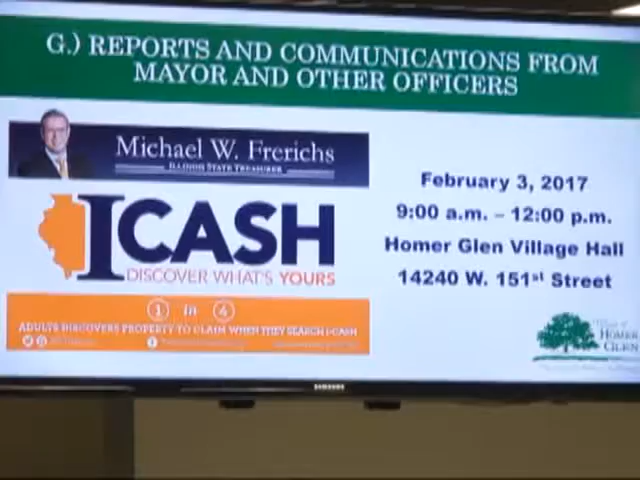 G.) REPORTS AND COMMUNICATIONS FROM
MAYOR AND OTHER OFFICERS
Michael W. Frerichs
ILLINOIS STATE TREASURER
ICASH
DISCOVER WHAT'S YOURS
1 in 4
ADULTS DISCOVERS PROPERTY TO CLAIM WHEN THEY SEARCH I-CASH
February 3, 2017
9:00 a.m. – 12:00 p.m.
Homer Glen Village Hall
14240 W. 151st Street
HOMER
GLEN
SAMSUNG